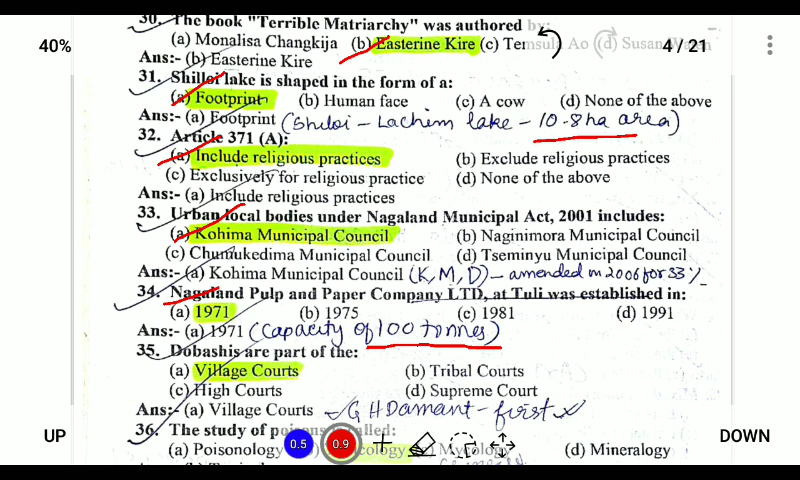 40%
4 / 21
30. The book "Terrible Matriarchy" was authored by:
(a) Monalisa Changkija (b) Easterine Kire (c) Temsula Ao (d) Susan
Ans:- (b) Easterine Kire
31. Shilloi lake is shaped in the form of a:
(a) Footprint (b) Human face (c) A cow (d) None of the above
Ans:- (a) Footprint (Shiloi - Lachem lake - 10.8 ha area)
32. Article 371 (A):
(a) Include religious practices (b) Exclude religious practices
(c) Exclusively for religious practice (d) None of the above
Ans:- (a) Include religious practices
33. Urban local bodies under Nagaland Municipal Act, 2001 includes:
(a) Kohima Municipal Council (b) Naginimora Municipal Council
(c) Chumukedima Municipal Council (d) Tseminyu Municipal Council
Ans:- (a) Kohima Municipal Council (K, M, D) - amended in 2006 for 33%
34. Nagaland Pulp and Paper Company LTD, at Tuli was established in:
(a) 1971 (b) 1975 (c) 1981 (d) 1991
Ans:- (a) 1971 (Capacity of 100 tonnes)
35. Dobashis are part of the:
(a) Village Courts (b) Tribal Courts
(c) High Courts (d) Supreme Court
Ans:- (a) Village Courts G H Damant - first
36. The study of poisons is called:
(a) Poisonology cology Mycology (d) Mineralogy
UP
0.5
0.9
DOWN